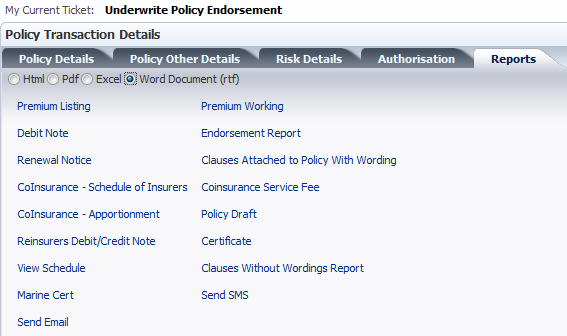 My Current Ticket: Underwrite Policy Endorsement
Policy Transaction Details
Policy Details Policy Other Details Risk Details Authorisation Reports
Html Pdf Excel Word Document (rtf)
Premium Listing Premium Working
Debit Note Endorsement Report
Renewal Notice Clauses Attached to Policy With Wording
CoInsurance - Schedule of Insurers Coinsurance Service Fee
CoInsurance - Apportionment Policy Draft
Reinsurers Debit/Credit Note Certificate
View Schedule Clauses Without Wordings Report
Marine Cert Send SMS
Send Email